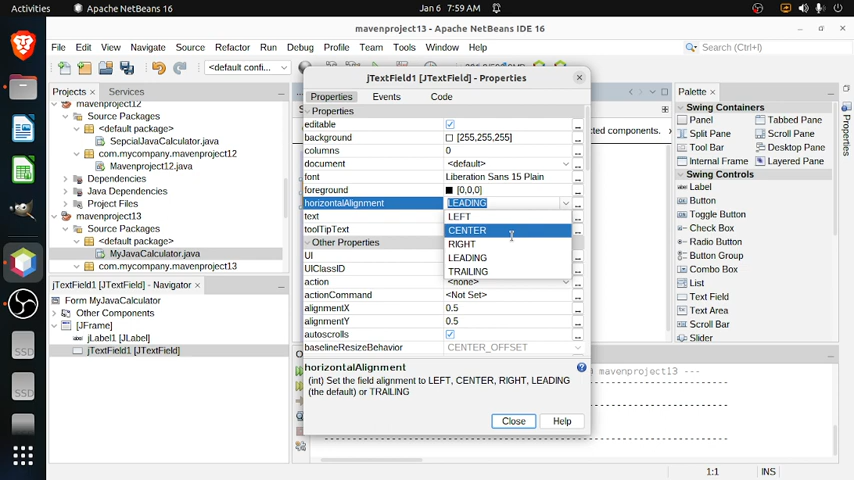 Activities
Jan 6 7:59 AM
mavenproject13 - Apache NetBeans IDE 16
File Edit View Navigate Source Refactor Run Debug Profile Team Tools Window Help
Search (Ctrl+I)
<default confi...
jTextField1 [JTextField] - Properties
Projects
Services
mavenproject12
Source Packages
<default package>
SepcialJavaCalculator.java
com.mycompany.mavenproject12
Mavenproject12.java
Dependencies
Java Dependencies
Project Files
mavenproject13
Source Packages
<default package>
MyJavaCalculator.java
com.mycompany.mavenproject13
jTextField1 [JTextField] - Navigator
Form MyJavaCalculator
Other Components
[JFrame]
jLabel1 [JLabel]
jTextField1 [JTextField]
Properties Events Code
Properties
editable
background [255,255,255]
columns 0
document <default>
font Liberation Sans 15 Plain
foreground [0,0,0]
horizontalAlignment LEADING
text
toolTipText
LEFT
CENTER
RIGHT
LEADING
TRAILING
Other Properties
UI
UIClassID
action <none>
actionCommand <Not Set>
alignmentX 0.5
alignmentY 0.5
autoscrolls
baselineResizeBehavior CENTER_OFFSET
horizontalAlignment
(int) Set the field alignment to LEFT, CENTER, RIGHT, LEADING
(the default) or TRAILING
Close Help
ted components.
mavenproject13 ---
Palette
Swing Containers
Panel Tabbed Pane
Split Pane Scroll Pane
Tool Bar Desktop Pane
Internal Frame Layered Pane
Swing Controls
Label
Button
Toggle Button
Check Box
Radio Button
Button Group
Combo Box
List
Text Field
Text Area
Scroll Bar
Slider
Properties
1:1 INS
SSD
SSD